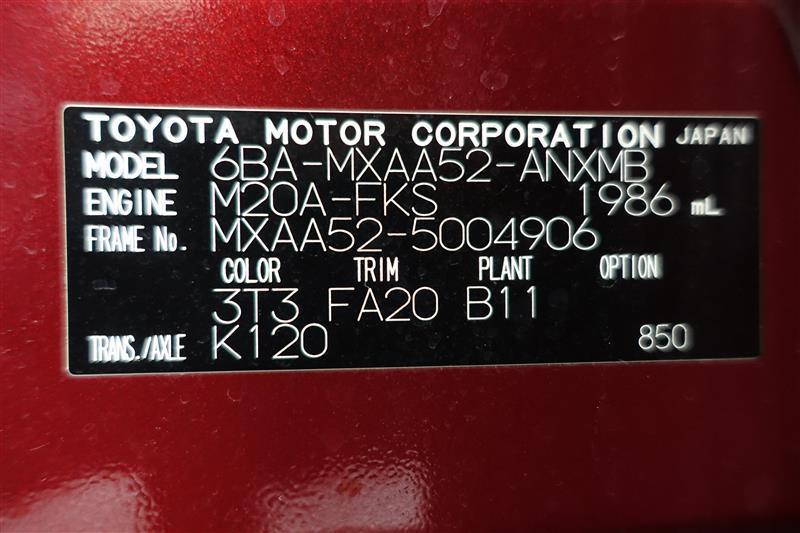 TOYOTA MOTOR CORPORATION JAPAN
MODEL 6BA-MXAA52-ANXMB
ENGINE M20A-FKS 1986 mL
FRAME No. MXAA52-5004906
COLOR TRIM PLANT OPTION
3T3 FA20 B11
TRANS./AXLE K120 850